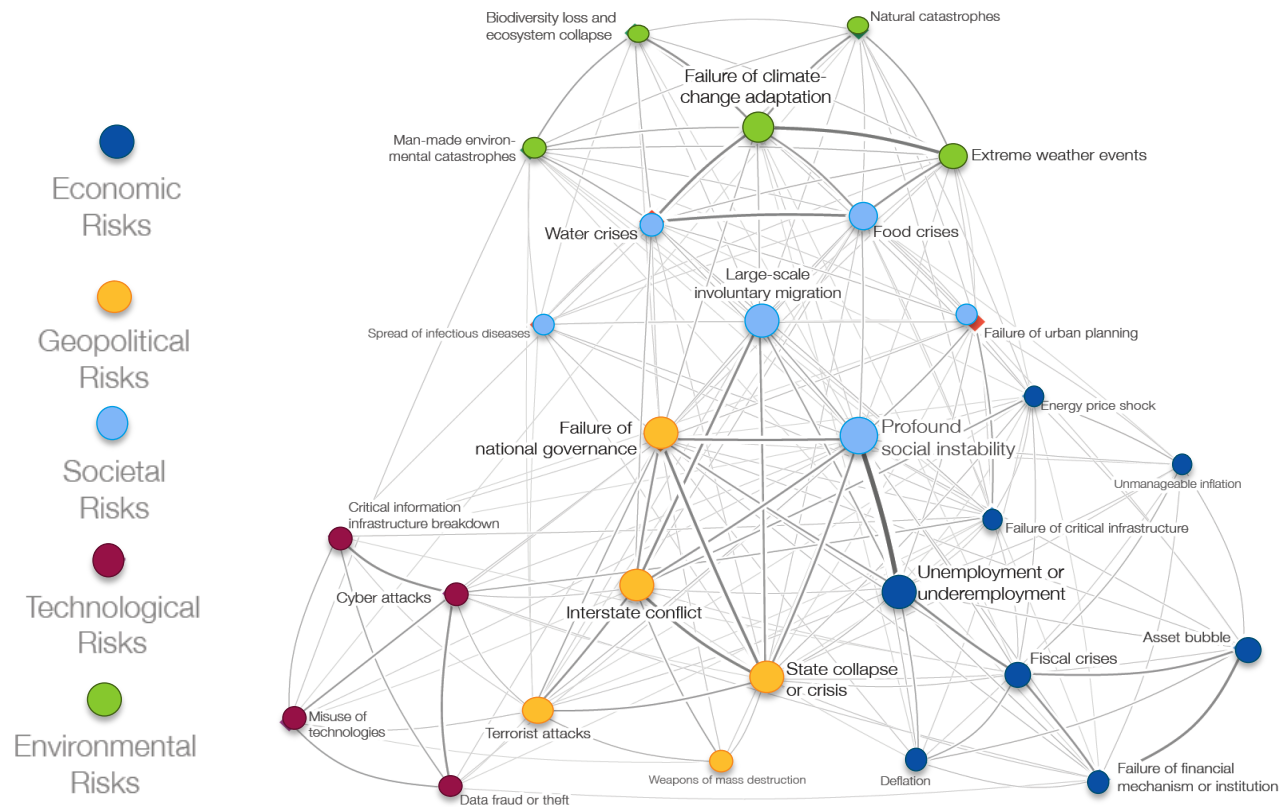 Economic
Risks
Geopolitical
Risks
Societal
Risks
Technological
Risks
Environmental
Risks
Biodiversity loss and
ecosystem collapse
Natural catastrophes
Failure of climate-
change adaptation
Man-made environ-
mental catastrophes
Extreme weather events
Water crises
Food crises
Large-scale
involuntary migration
Spread of infectious diseases
Failure of urban planning
Energy price shock
Failure of
national governance
Profound
social instability
Unmanageable inflation
Critical information
infrastructure breakdown
Failure of critical infrastructure
Cyber attacks
Interstate conflict
Unemployment or
underemployment
Asset bubble
Fiscal crises
State collapse
or crisis
Misuse of
technologies
Terrorist attacks
Weapons of mass destruction
Deflation
Failure of financial
mechanism or institution
Data fraud or theft